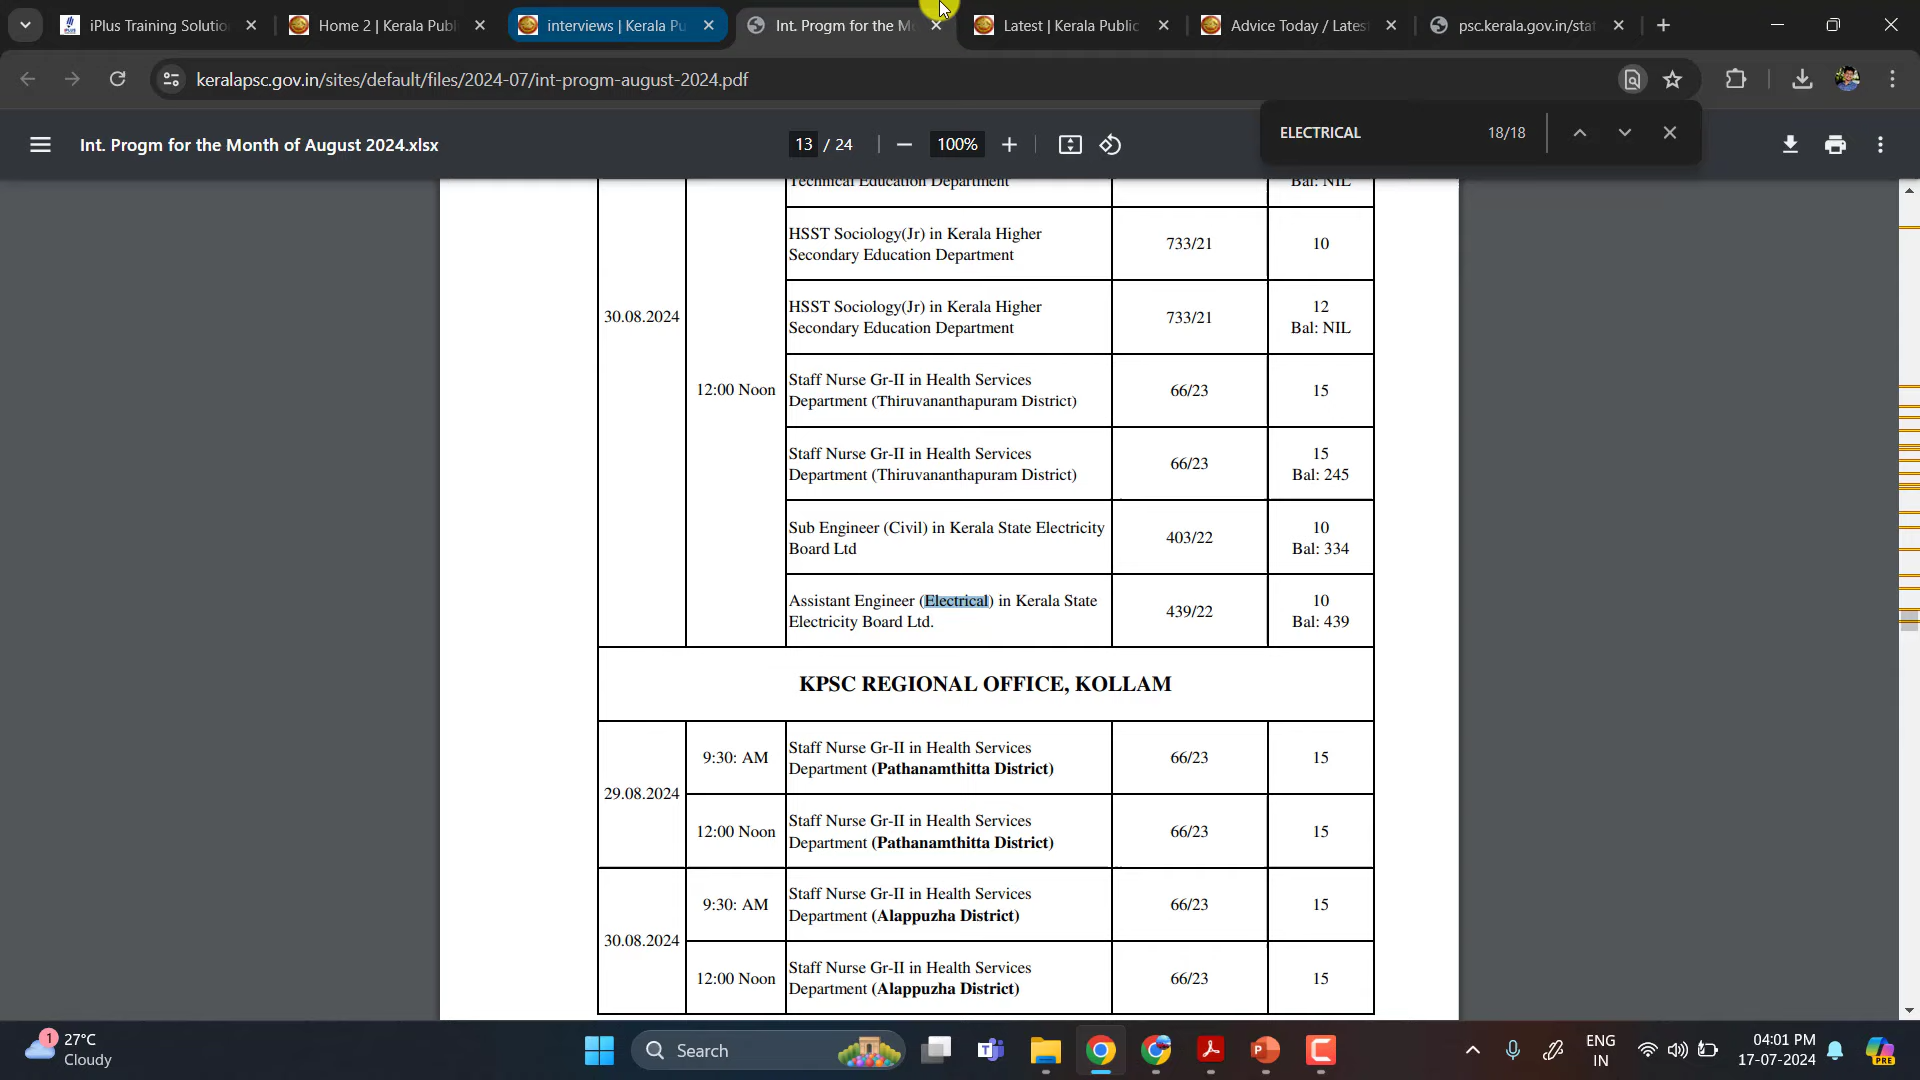 iPlus Training Solutio
Home 2 | Kerala Publ
interviews | Kerala Pu
Int. Progm for the Mo
Latest | Kerala Public
Advice Today / Latest
psc.kerala.gov.in/stat
keralapsc.gov.in/sites/default/files/2024-07/int-progm-august-2024.pdf
Int. Progm for the Month of August 2024.xlsx
13 / 24
100%
ELECTRICAL 18/18
Technical Education Department Bal: NIL
30.08.2024
12:00 Noon
HSST Sociology(Jr) in Kerala Higher
Secondary Education Department
733/21
10
HSST Sociology(Jr) in Kerala Higher
Secondary Education Department
733/21
12
Bal: NIL
Staff Nurse Gr-II in Health Services
Department (Thiruvananthapuram District)
66/23
15
Staff Nurse Gr-II in Health Services
Department (Thiruvananthapuram District)
66/23
15
Bal: 245
Sub Engineer (Civil) in Kerala State Electricity
Board Ltd
403/22
10
Bal: 334
Assistant Engineer (Electrical) in Kerala State
Electricity Board Ltd.
439/22
10
Bal: 439
KPSC REGIONAL OFFICE, KOLLAM
29.08.2024
9:30: AM
Staff Nurse Gr-II in Health Services
Department (Pathanamthitta District)
66/23
15
12:00 Noon
Staff Nurse Gr-II in Health Services
Department (Pathanamthitta District)
66/23
15
30.08.2024
9:30: AM
Staff Nurse Gr-II in Health Services
Department (Alappuzha District)
66/23
15
12:00 Noon
Staff Nurse Gr-II in Health Services
Department (Alappuzha District)
66/23
15
1
27°C
Cloudy
Search
ENG
IN
04:01 PM
17-07-2024
PRE